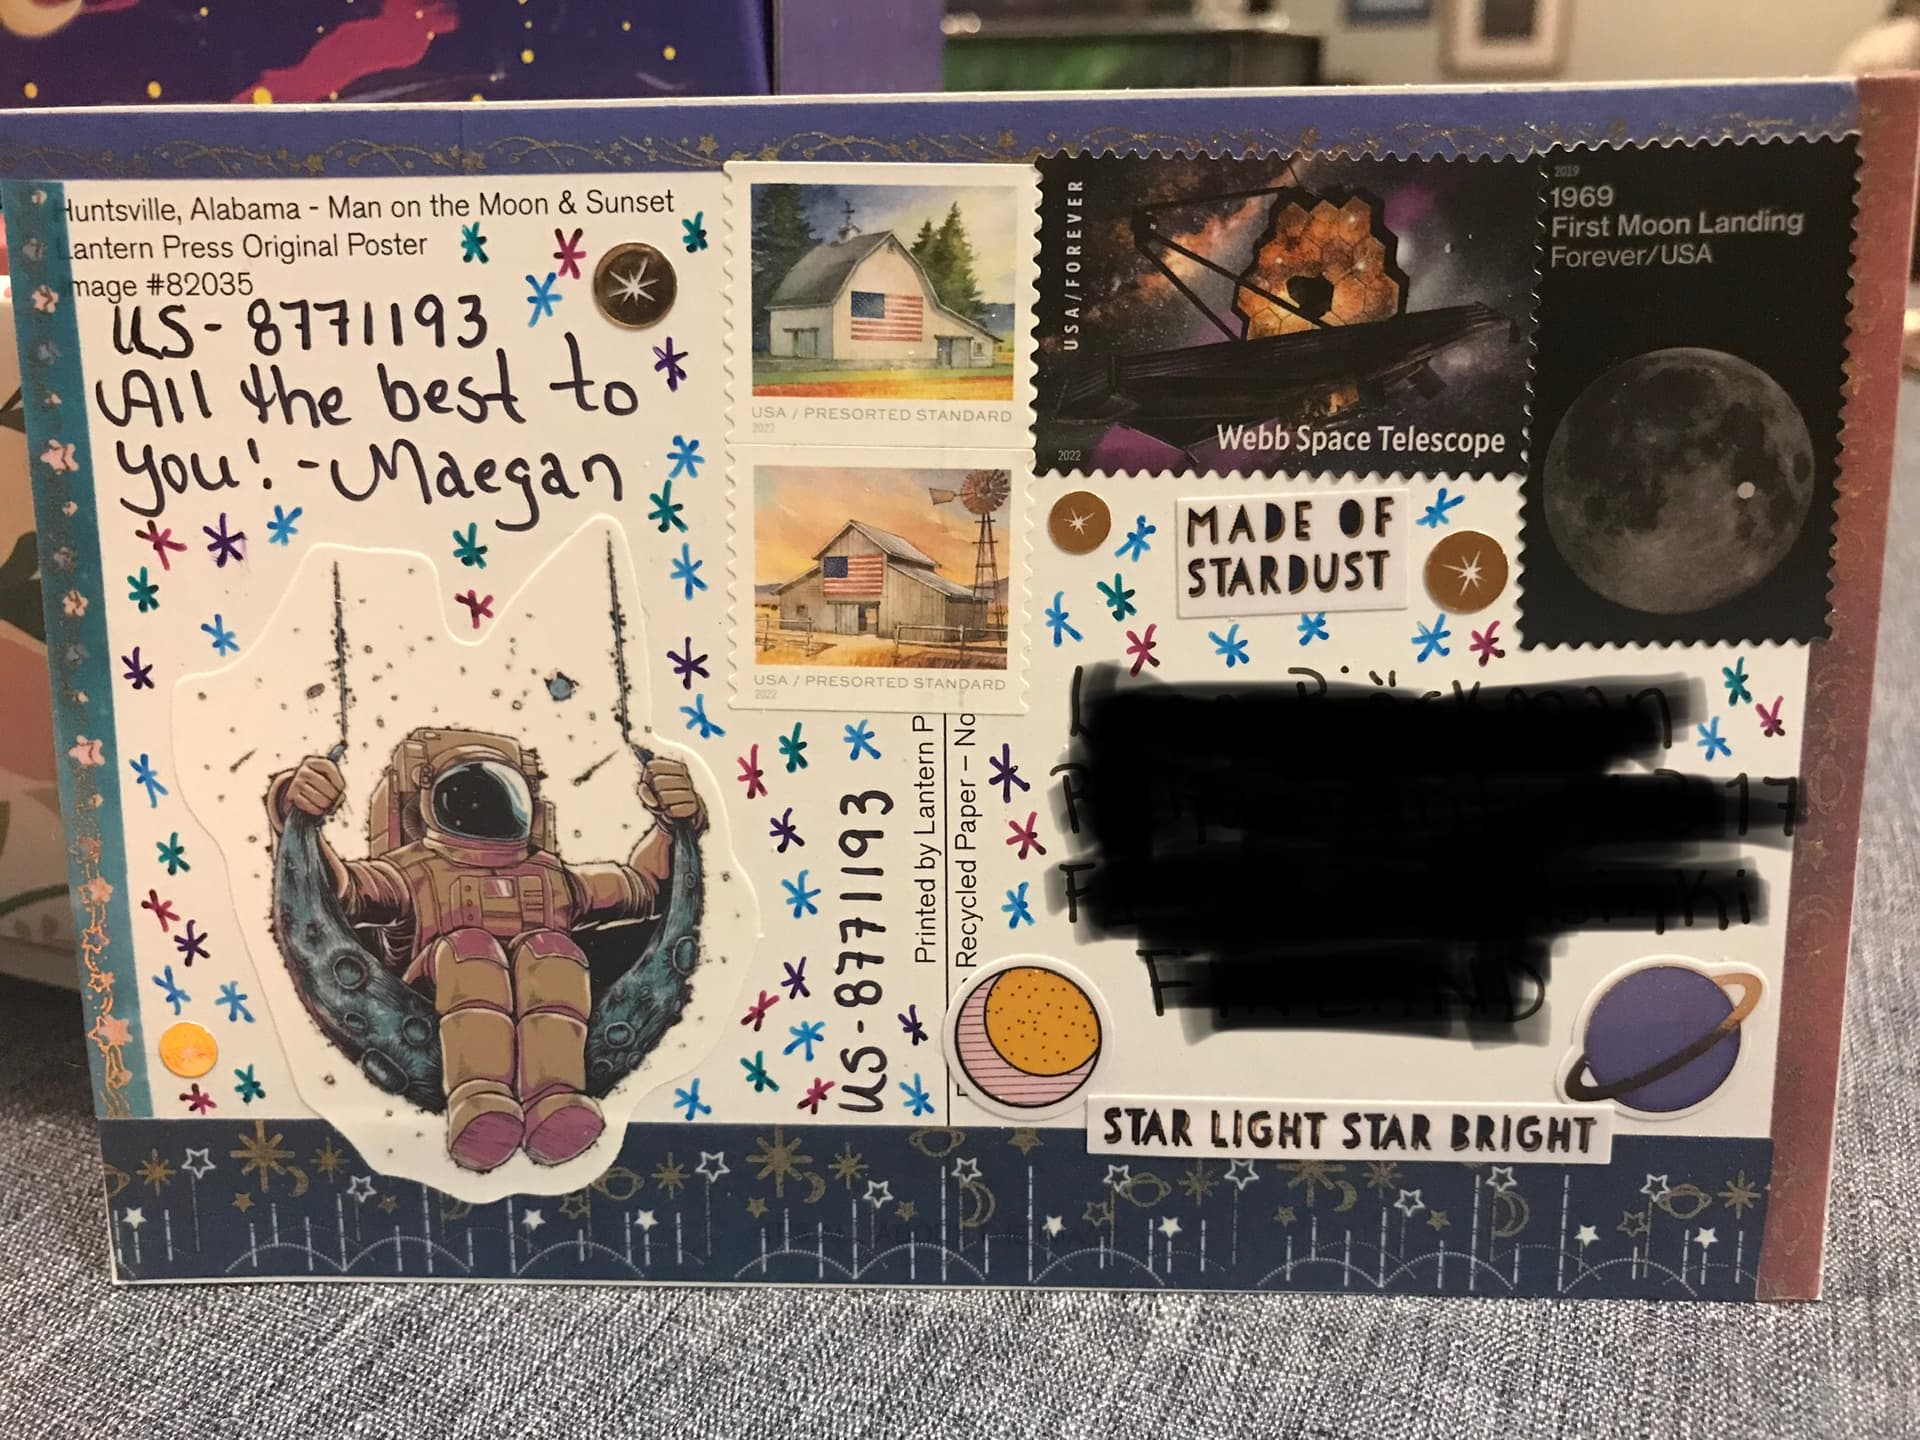 Huntsville, Alabama - Man on the Moon & Sunset
Lantern Press Original Poster
Image #82035
US-8771193
All the best to
you! -Maegan
USA / PRESORTED STANDARD
2022
USA / PRESORTED STANDARD
2022
USA/FOREVER
2022
Webb Space Telescope
2019
1969
First Moon Landing
Forever/USA
MADE OF
STARDUST
US-8771193
Printed by Lantern
Recycled Paper –
17
STAR LIGHT STAR BRIGHT